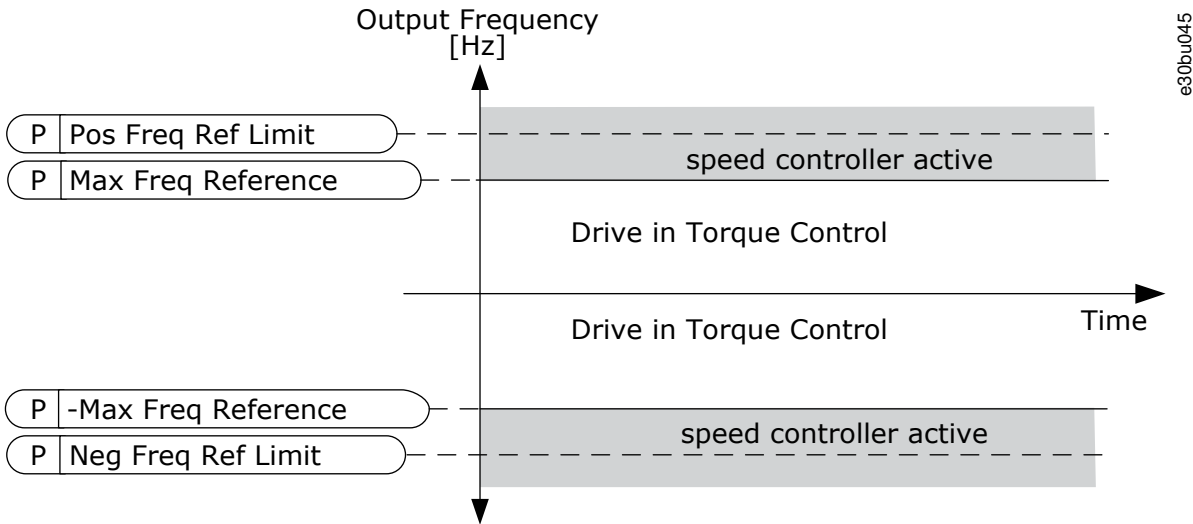 Output Frequency
[Hz]
e30bu045
P Pos Freq Ref Limit
speed controller active
P Max Freq Reference
Drive in Torque Control
Time
Drive in Torque Control
P -Max Freq Reference
speed controller active
P Neg Freq Ref Limit